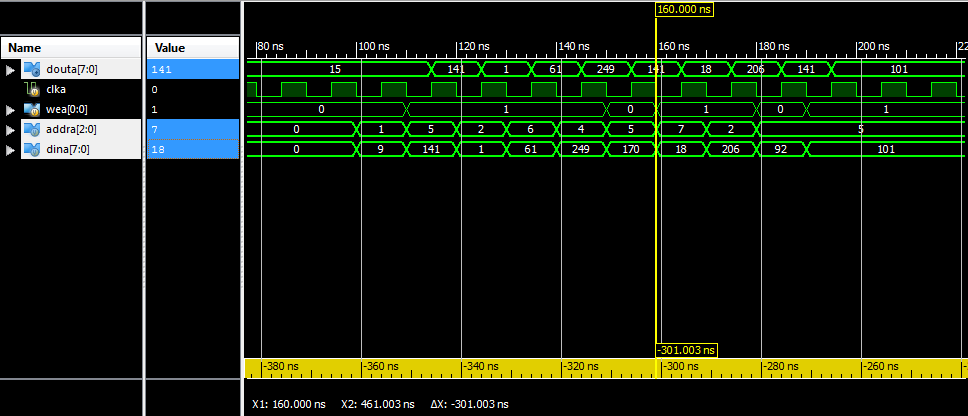 160.000 ns
Name Value 80 ns 100 ns 120 ns 140 ns 160 ns 180 ns 200 ns
douta[7:0] 141 15 141 1 61 249 141 18 206 141 101
clka 0
wea[0:0] 1 0 1 0 1 0 1
addra[2:0] 7 0 1 5 2 6 4 5 7 2 5
dina[7:0] 18 0 9 141 1 61 249 170 18 206 92 101
-301.003 ns
-380 ns -360 ns -340 ns -320 ns -300 ns -280 ns -260 ns
X1: 160.000 ns X2: 461.003 ns ΔX: -301.003 ns